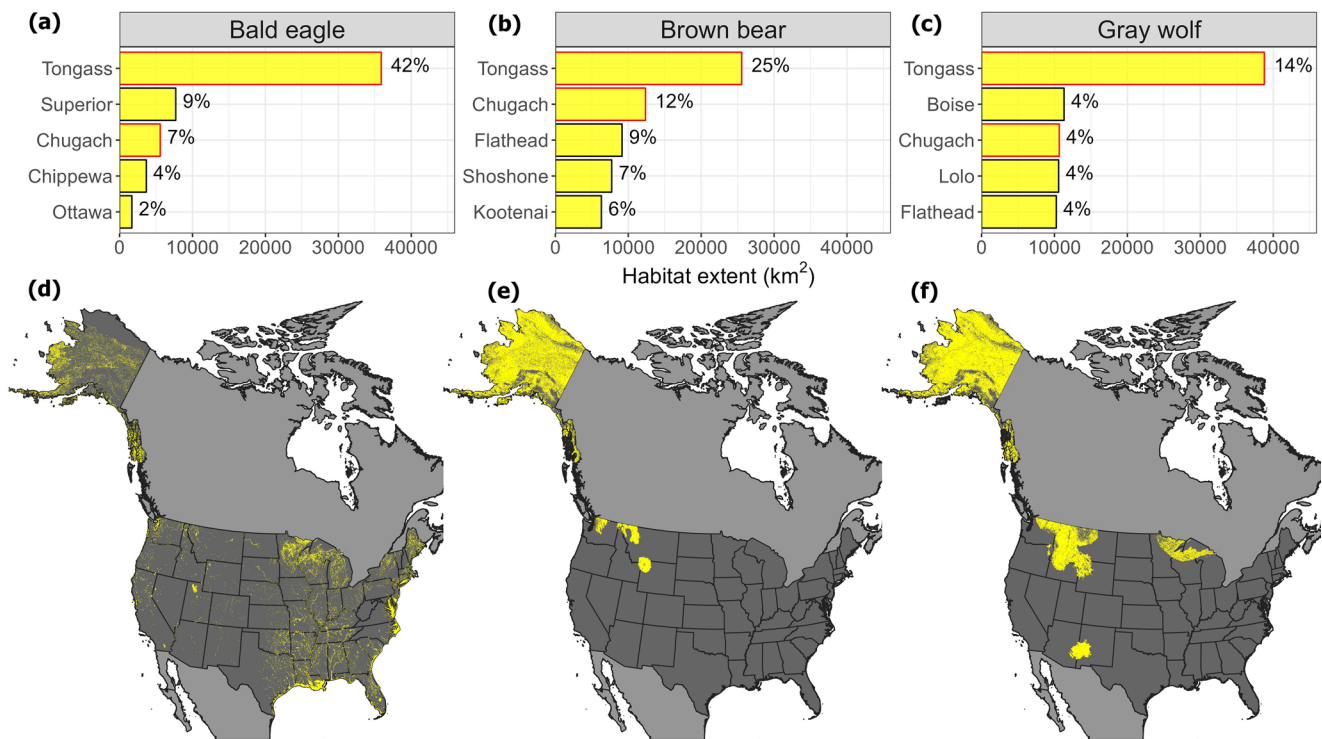 (a)
Bald eagle
Tongass 42%
Superior 9%
Chugach 7%
Chippewa 4%
Ottawa 2%
0 10000 20000 30000 40000
(b)
Brown bear
Tongass 25%
Chugach 12%
Flathead 9%
Shoshone 7%
Kootenai 6%
0 10000 20000 30000 40000
Habitat extent (km²)
(c)
Gray wolf
Tongass 14%
Boise 4%
Chugach 4%
Lolo 4%
Flathead 4%
0 10000 20000 30000 40000
(d)
(e)
(f)